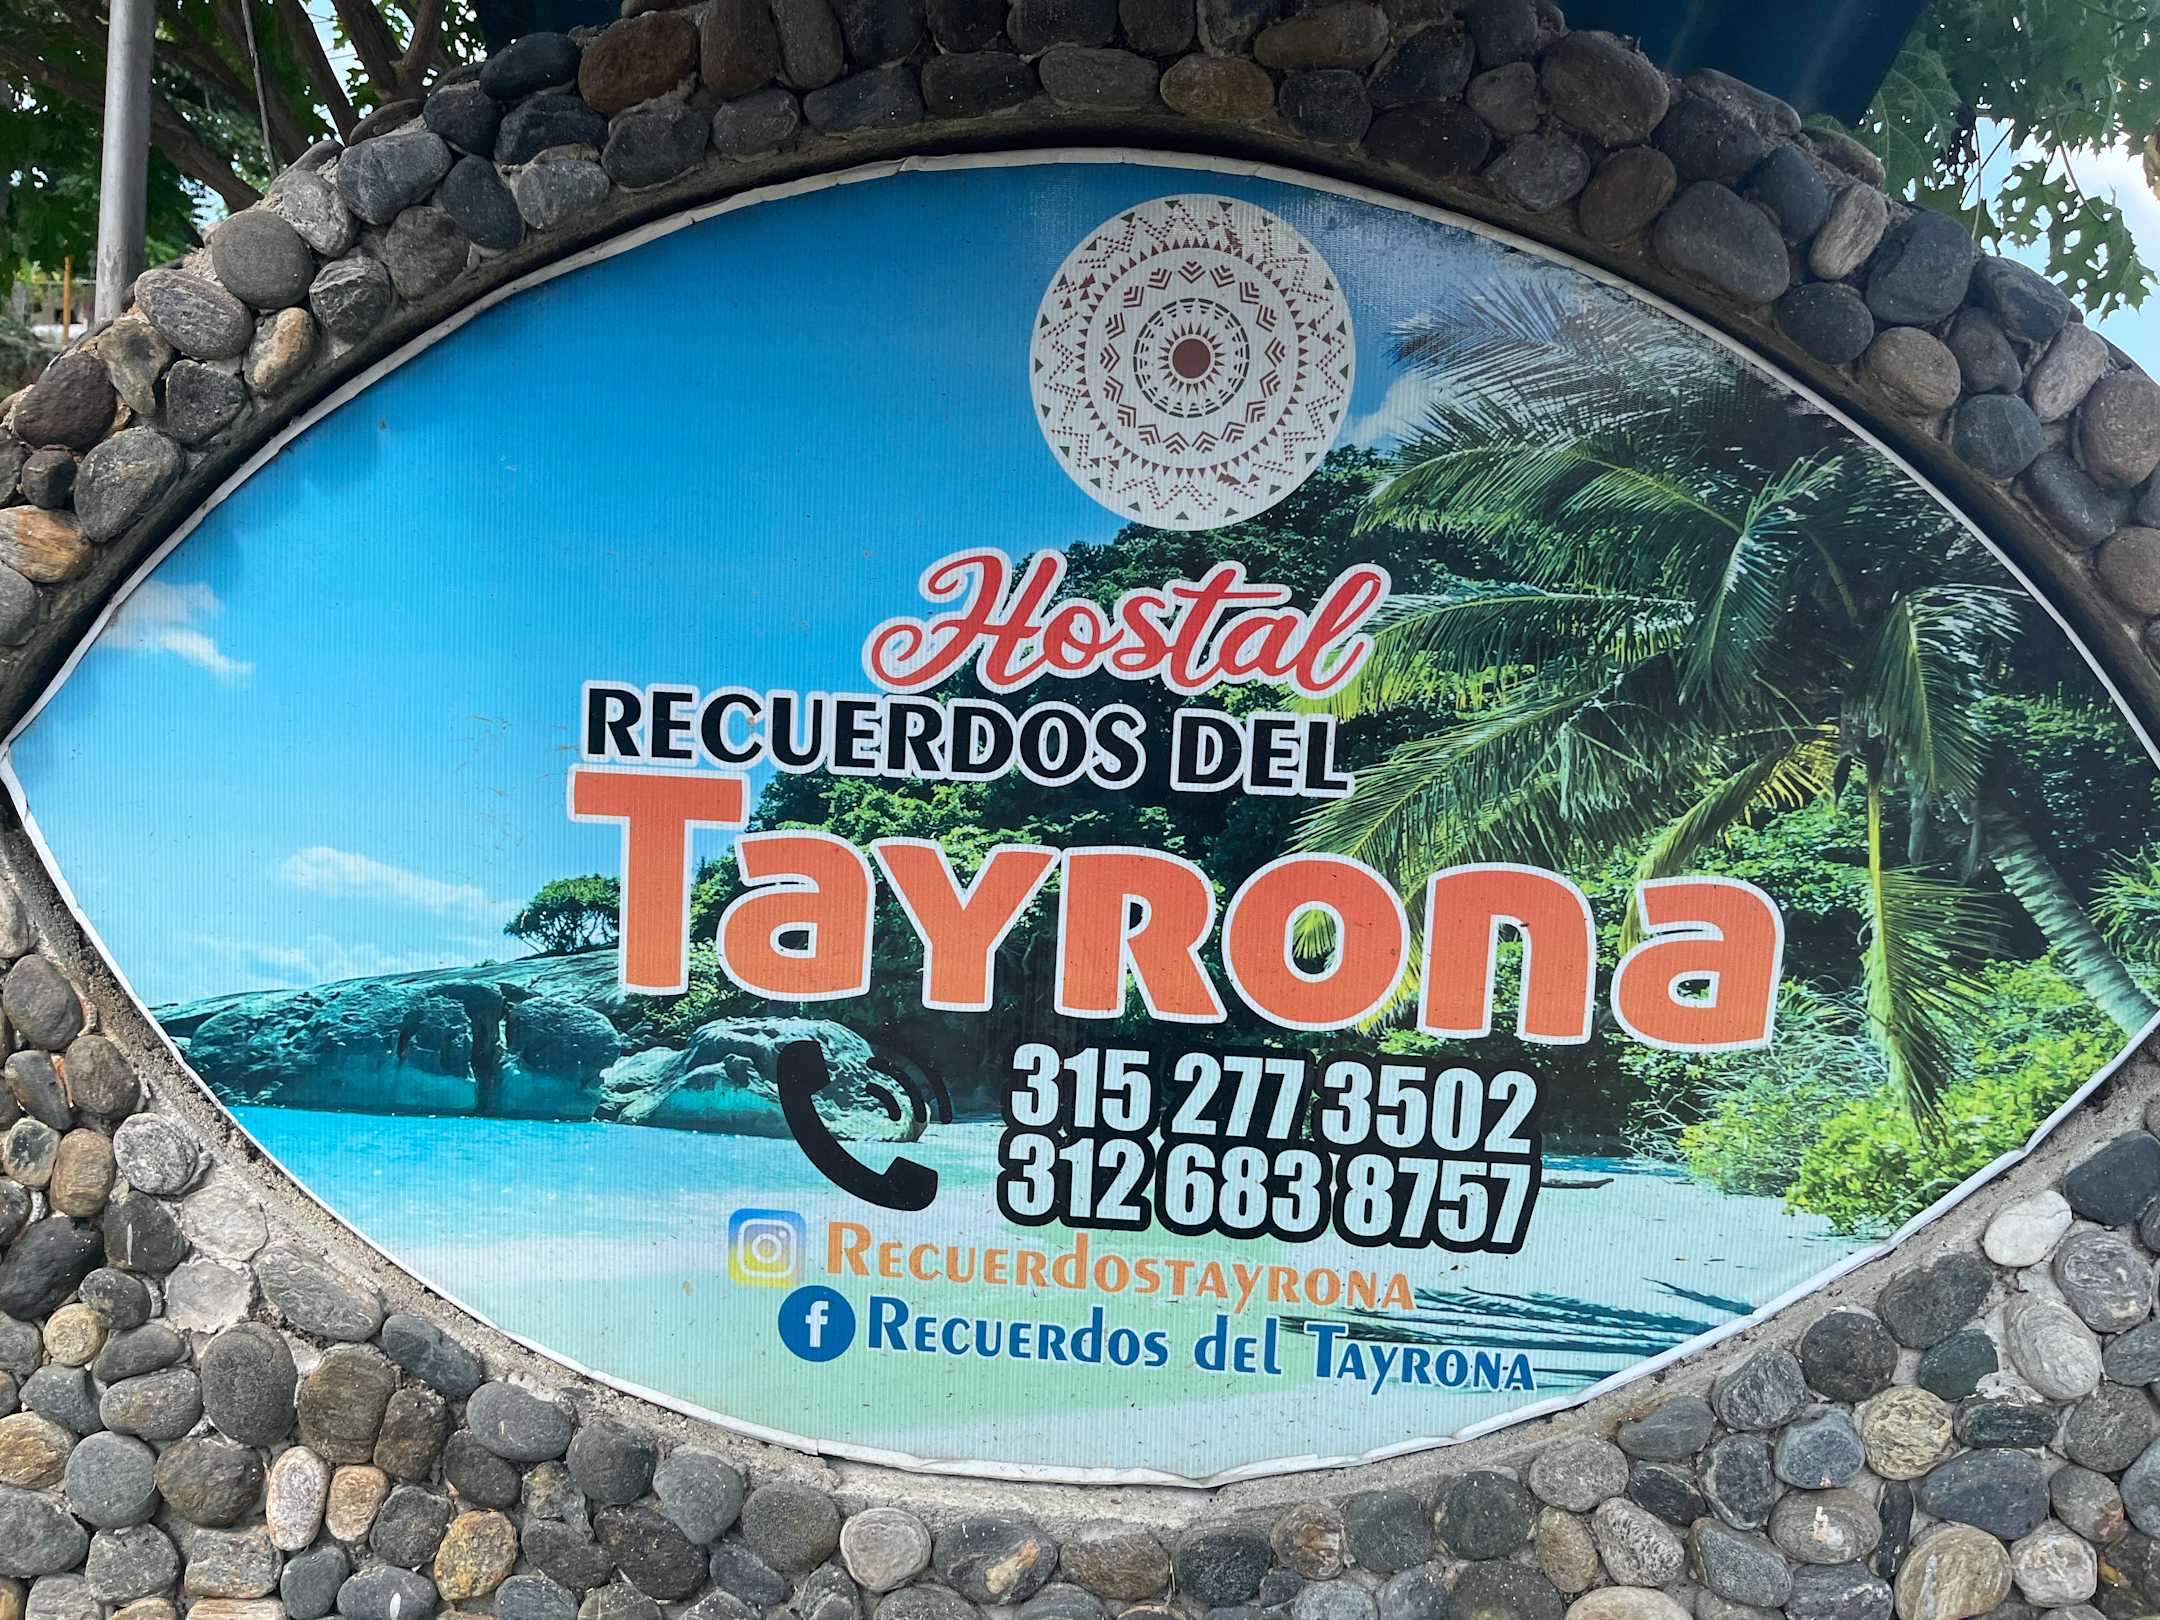 Hostal
RECUERDOS DEL
Tayrona
315 277 3502
312 683 8757
Recuerdostayrona
f Recuerdos del Tayrona